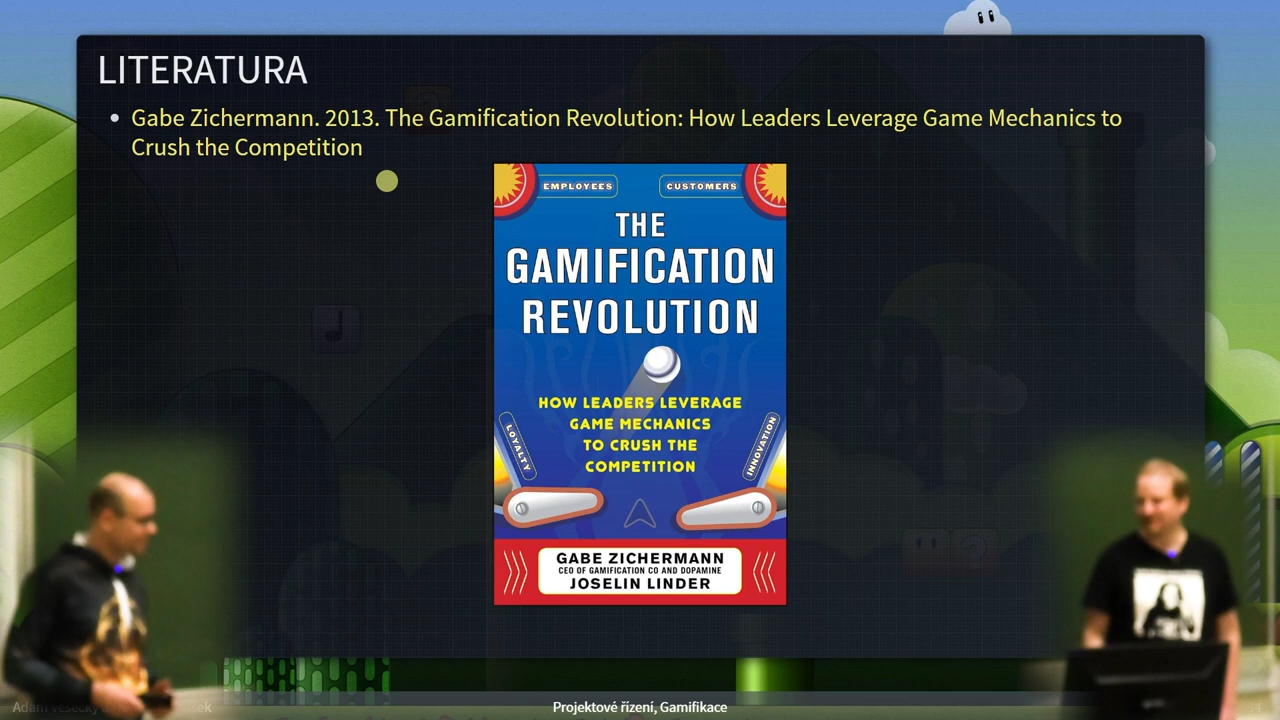 LITERATURA
Gabe Zichermann. 2013. The Gamification Revolution: How Leaders Leverage Game Mechanics to
Crush the Competition
EMPLOYEES
CUSTOMERS
THE
GAMIFICATION
REVOLUTION
HOW LEADERS LEVERAGE
GAME MECHANICS
TO CRUSH THE
COMPETITION
LOYALTY
INNOVATION
GABE ZICHERMANN
CEO OF GAMIFICATION CO AND DOPAMINE
JOSELIN LINDER
Projektové řízení, Gamifikace